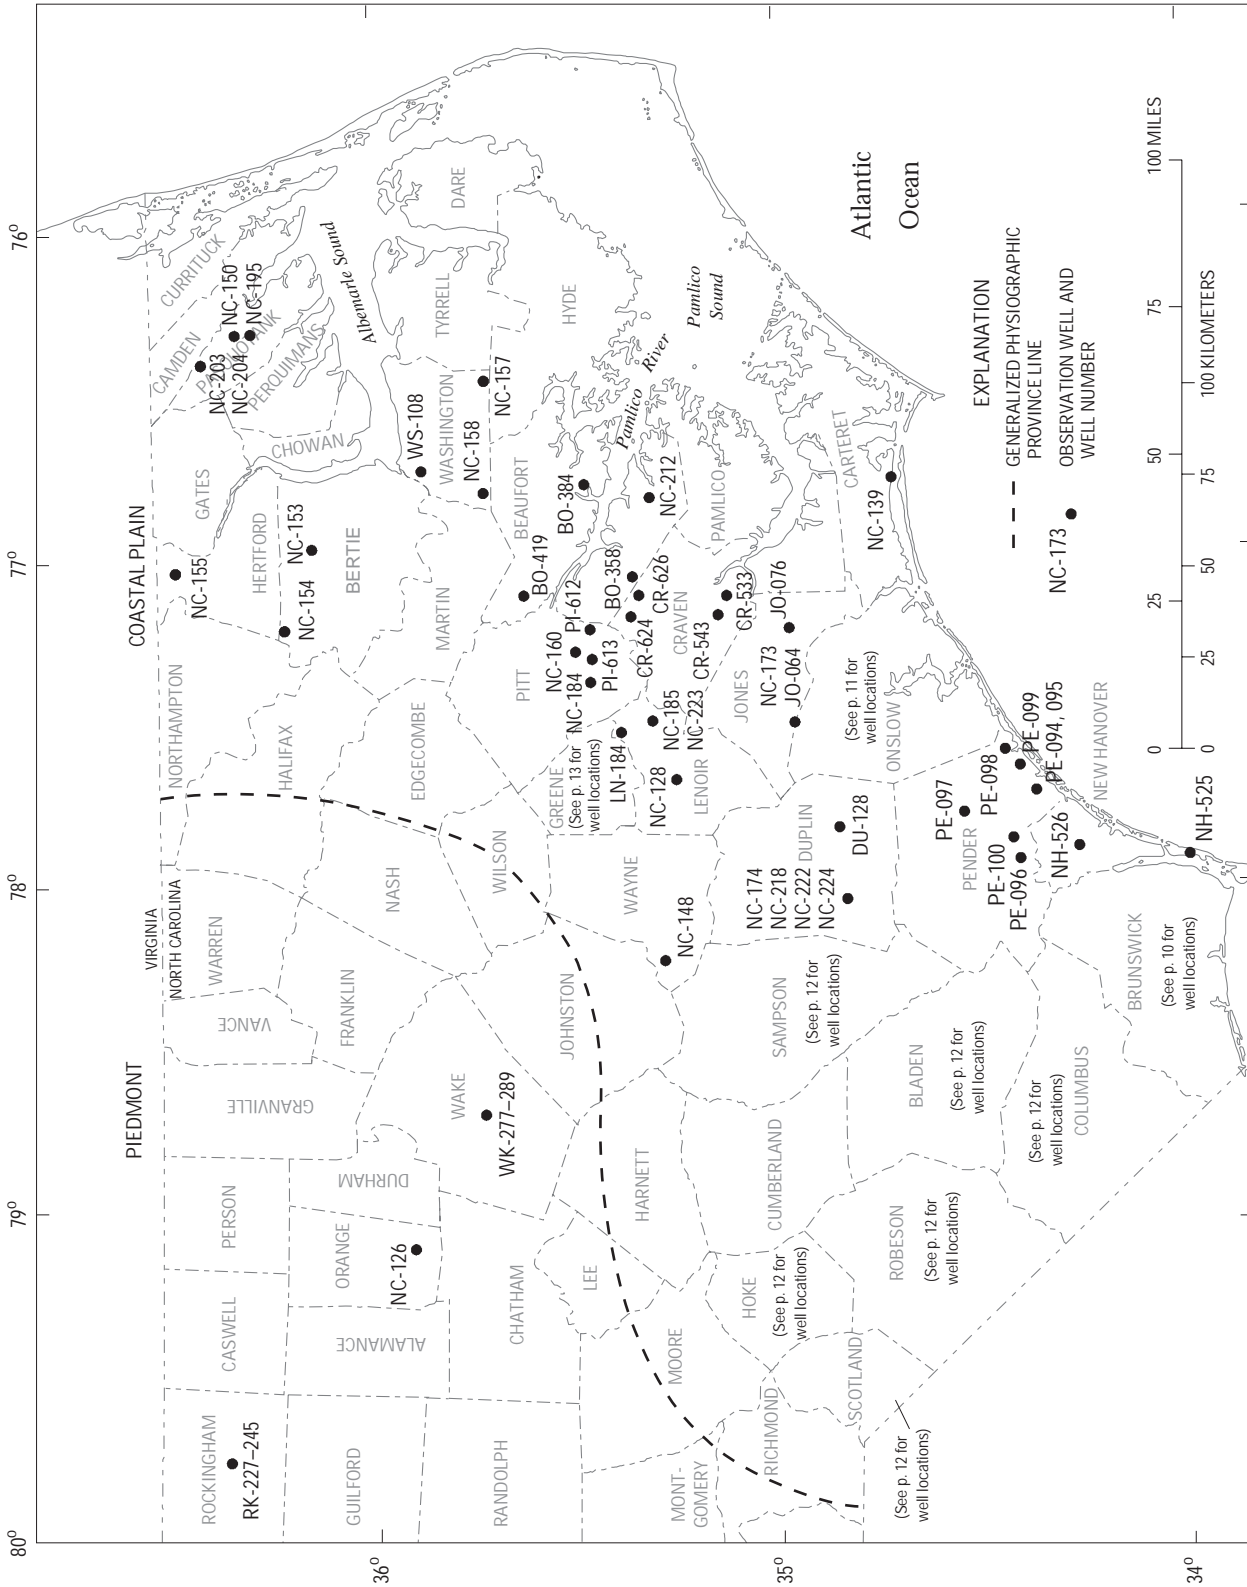 80°
79°
78°
77°
76°
36°
35°
34°
PIEDMONT
COASTAL PLAIN
VIRGINIA
NORTH CAROLINA
ROCKINGHAM
RK-227–245
CASWELL
PERSON
GRANVILLE
VANCE
WARREN
NORTHAMPTON
NC-155
GATES
HERTFORD
NC-154
NC-153
CAMDEN
CURRITUCK
NC-203
NC-204
PASQUOTANK
NC-150
NC-195
PERQUIMANS
CHOWAN
Albemarle Sound
GUILFORD
ALAMANCE
ORANGE
NC-126
DURHAM
FRANKLIN
HALIFAX
BERTIE
NASH
EDGECOMBE
MARTIN
WS-108
WASHINGTON
NC-158
NC-157
TYRRELL
DARE
RANDOLPH
CHATHAM
WAKE
WK-277–289
JOHNSTON
WILSON
PITT
BEAUFORT
BO-419
BO-384
HYDE
Pamlico River
Pamlico
Sound
LEE
HARNETT
WAYNE
NC-148
GREENE
(See p. 13 for
well locations)
NC-160
NC-184
PI-612
PI-613
BO-358
NC-212
LN-184
NC-128
LENOIR
NC-185
NC-223
CR-624
CR-626
CRAVEN
CR-543
CR-533
PAMLICO
MONT-
GOMERY
MOORE
RICHMOND
HOKE
(See p. 12 for
well locations)
SCOTLAND
(See p. 12 for
well locations)
CUMBERLAND
SAMPSON
(See p. 12 for
well locations)
DUPLIN
NC-174
NC-218
NC-222
NC-224
DU-128
JONES
NC-173
JO-064
JO-076
CARTERET
NC-139
ONSLOW
(See p. 11 for
well locations)
ROBESON
(See p. 12 for
well locations)
BLADEN
(See p. 12 for
well locations)
COLUMBUS
(See p. 12 for
well locations)
PENDER
PE-097
PE-098
PE-099
PE-094, 095
PE-100
PE-096
NH-526
NEW HANOVER
NH-525
BRUNSWICK
(See p. 10 for
well locations)
Atlantic
Ocean
EXPLANATION
GENERALIZED PHYSIOGRAPHIC
PROVINCE LINE
NC-173
OBSERVATION WELL AND
WELL NUMBER
0 25 50 75 100 MILES
0 25 50 75 100 KILOMETERS